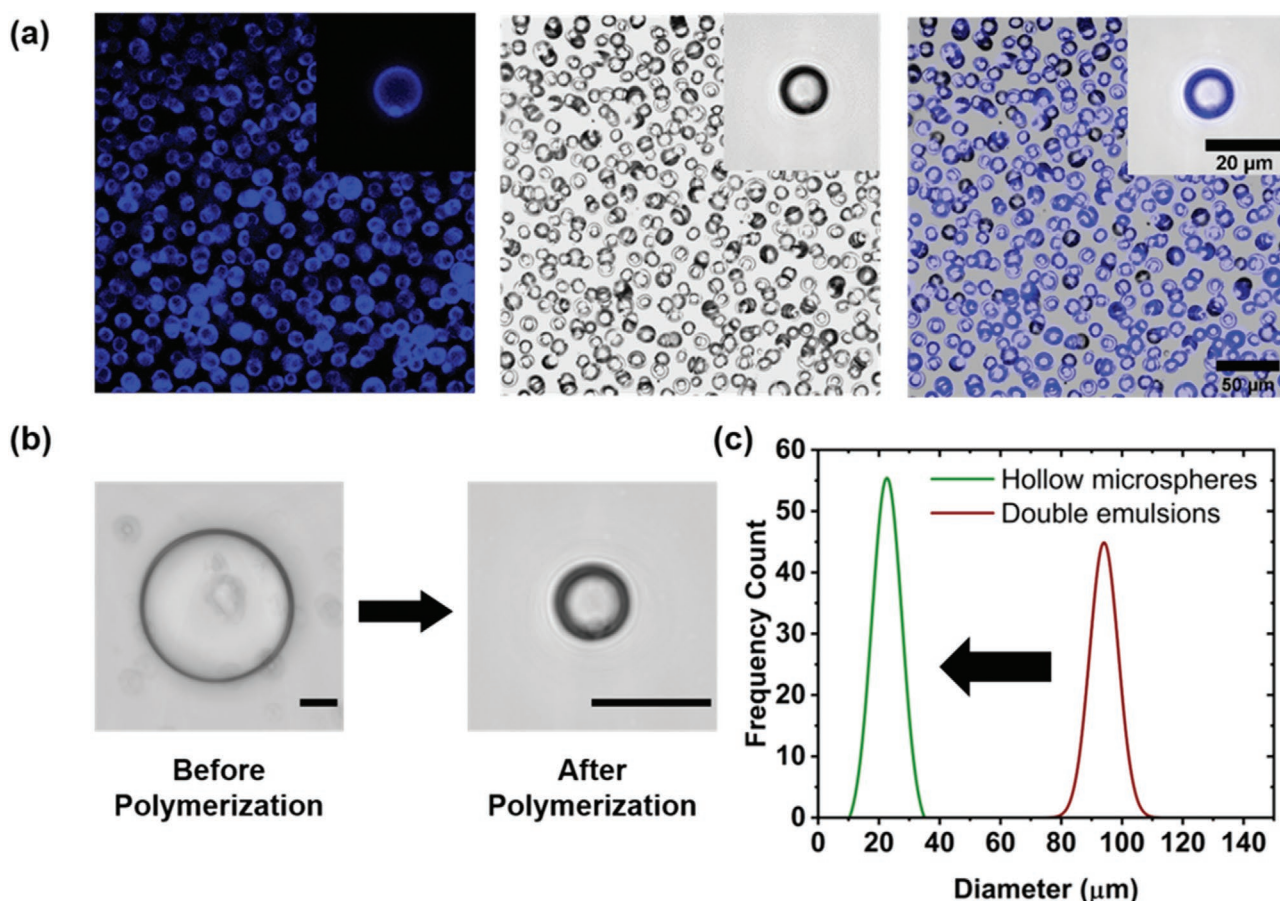 (a)
20 µm
50 µm
(b)
Before
Polymerization
After
Polymerization
(c)
60
50
40
30
20
10
0
Frequency Count
Hollow microspheres
Double emulsions
0 20 40 60 80 100 120 140
Diameter (μm)